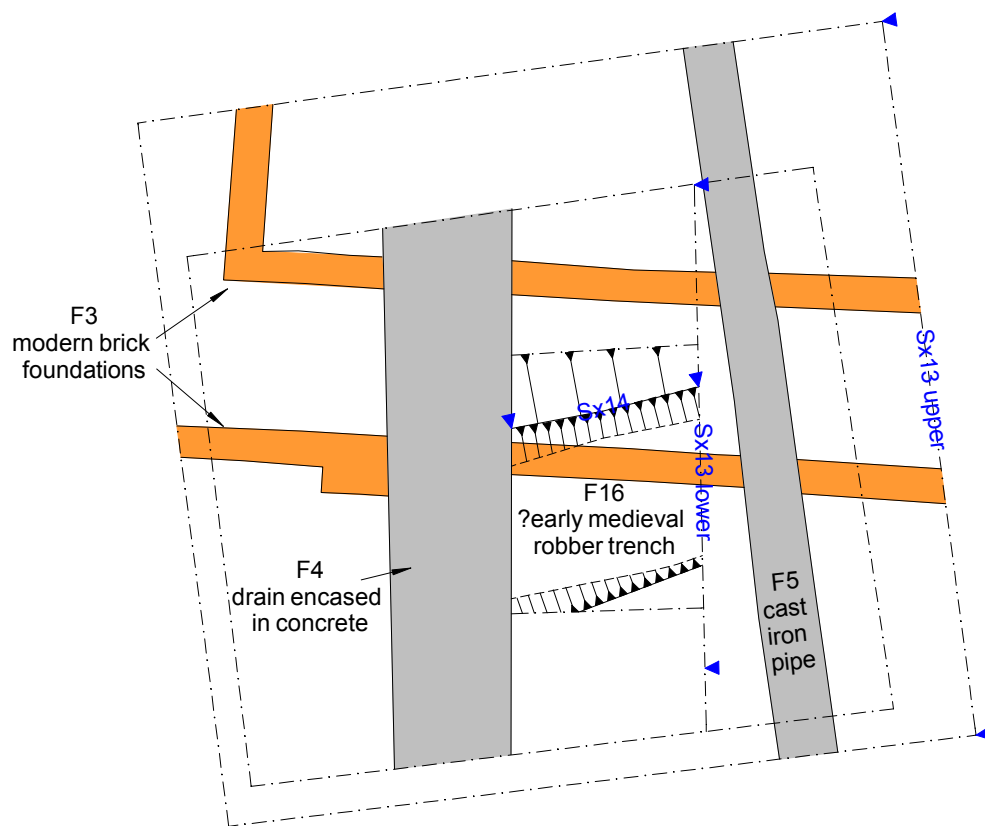 Sx13 upper
F3
modern brick
foundations
Sx14
Sx13 lower
F16
?early medieval
robber trench
F4
drain encased
in concrete
F5
cast
iron
pipe